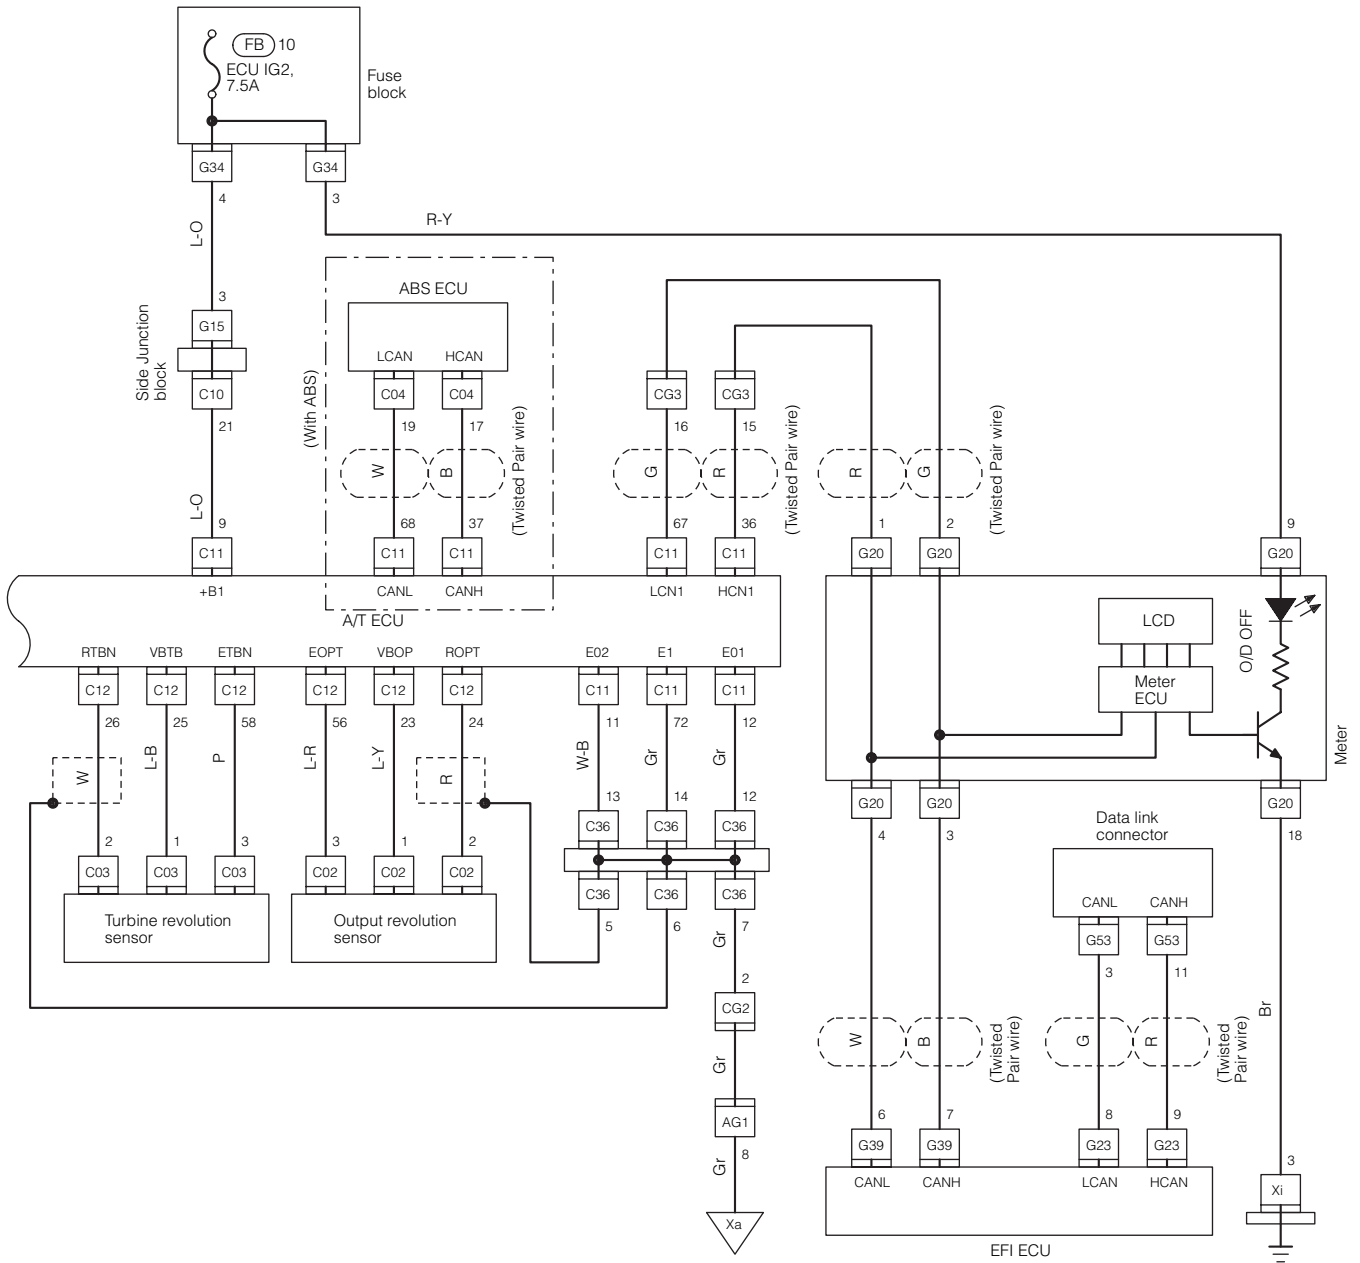 FB 10
ECU IG2,
7.5A
Fuse
block
G34 G34
4 3
R-Y
L-O
3
G15
Side Junction
block
C10
21
L-O
9
C11
+B1
(With ABS)
ABS ECU
LCAN HCAN
C04 C04
19 17
W B
(Twisted Pair wire)
68 37
C11 C11
CANL CANH
CG3 CG3
16 15
G R
(Twisted Pair wire)
67 36
C11 C11
LCN1 HCN1
R G
(Twisted Pair wire)
1 2 9
G20 G20 G20
A/T ECU
RTBN VBTB ETBN EOPT VBOP ROPT E02 E1 E01
C12 C12 C12 C12 C12 C12 C11 C11 C11
26 25 58 56 23 24 11 72 12
W L-B P L-R L-Y R W-B Gr Gr
13 14 12
C36 C36 C36
2 1 3 3 1 2
C03 C03 C03 C02 C02 C02
C36 C36 C36
5 6 7
Turbine revolution
sensor
Output revolution
sensor
Gr
2
CG2
Gr
AG1
8
Gr
Xa
LCD
Meter
ECU
O/D OFF
Meter
G20 G20 G20
4 3 18
Data link
connector
CANL CANH
G53 G53
3 11
W B
(Twisted
Pair wire)
G R
(Twisted
Pair wire)
Br
6 7 8 9
G39 G39 G23 G23
CANL CANH LCAN HCAN
EFI ECU
3
Xi